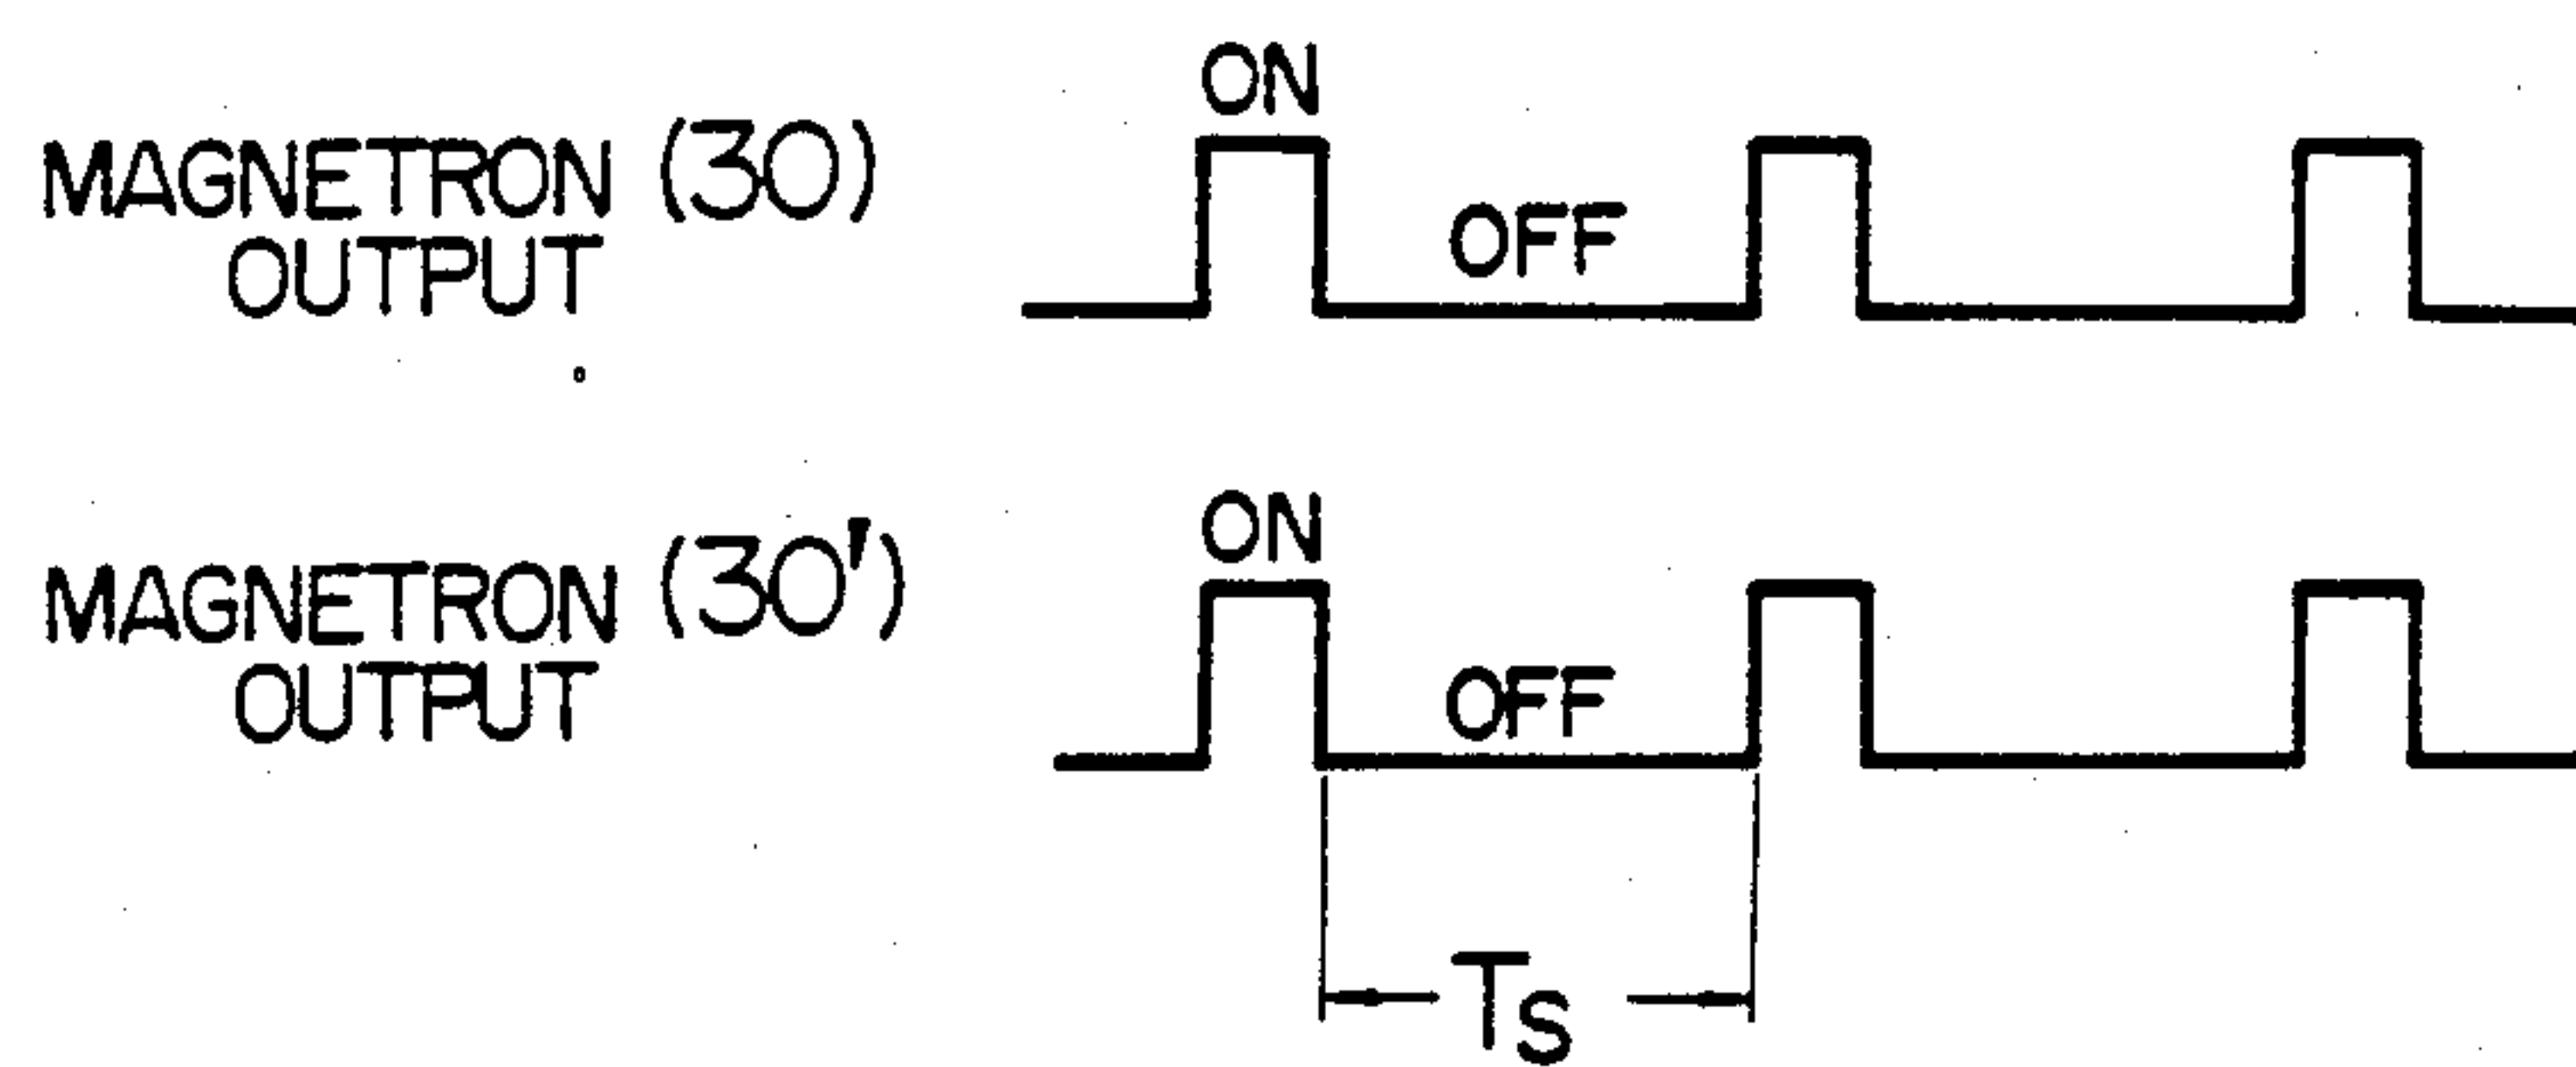 ON
MAGNETRON (30)
OUTPUT
OFF
ON
MAGNETRON (30')
OUTPUT
OFF
TS